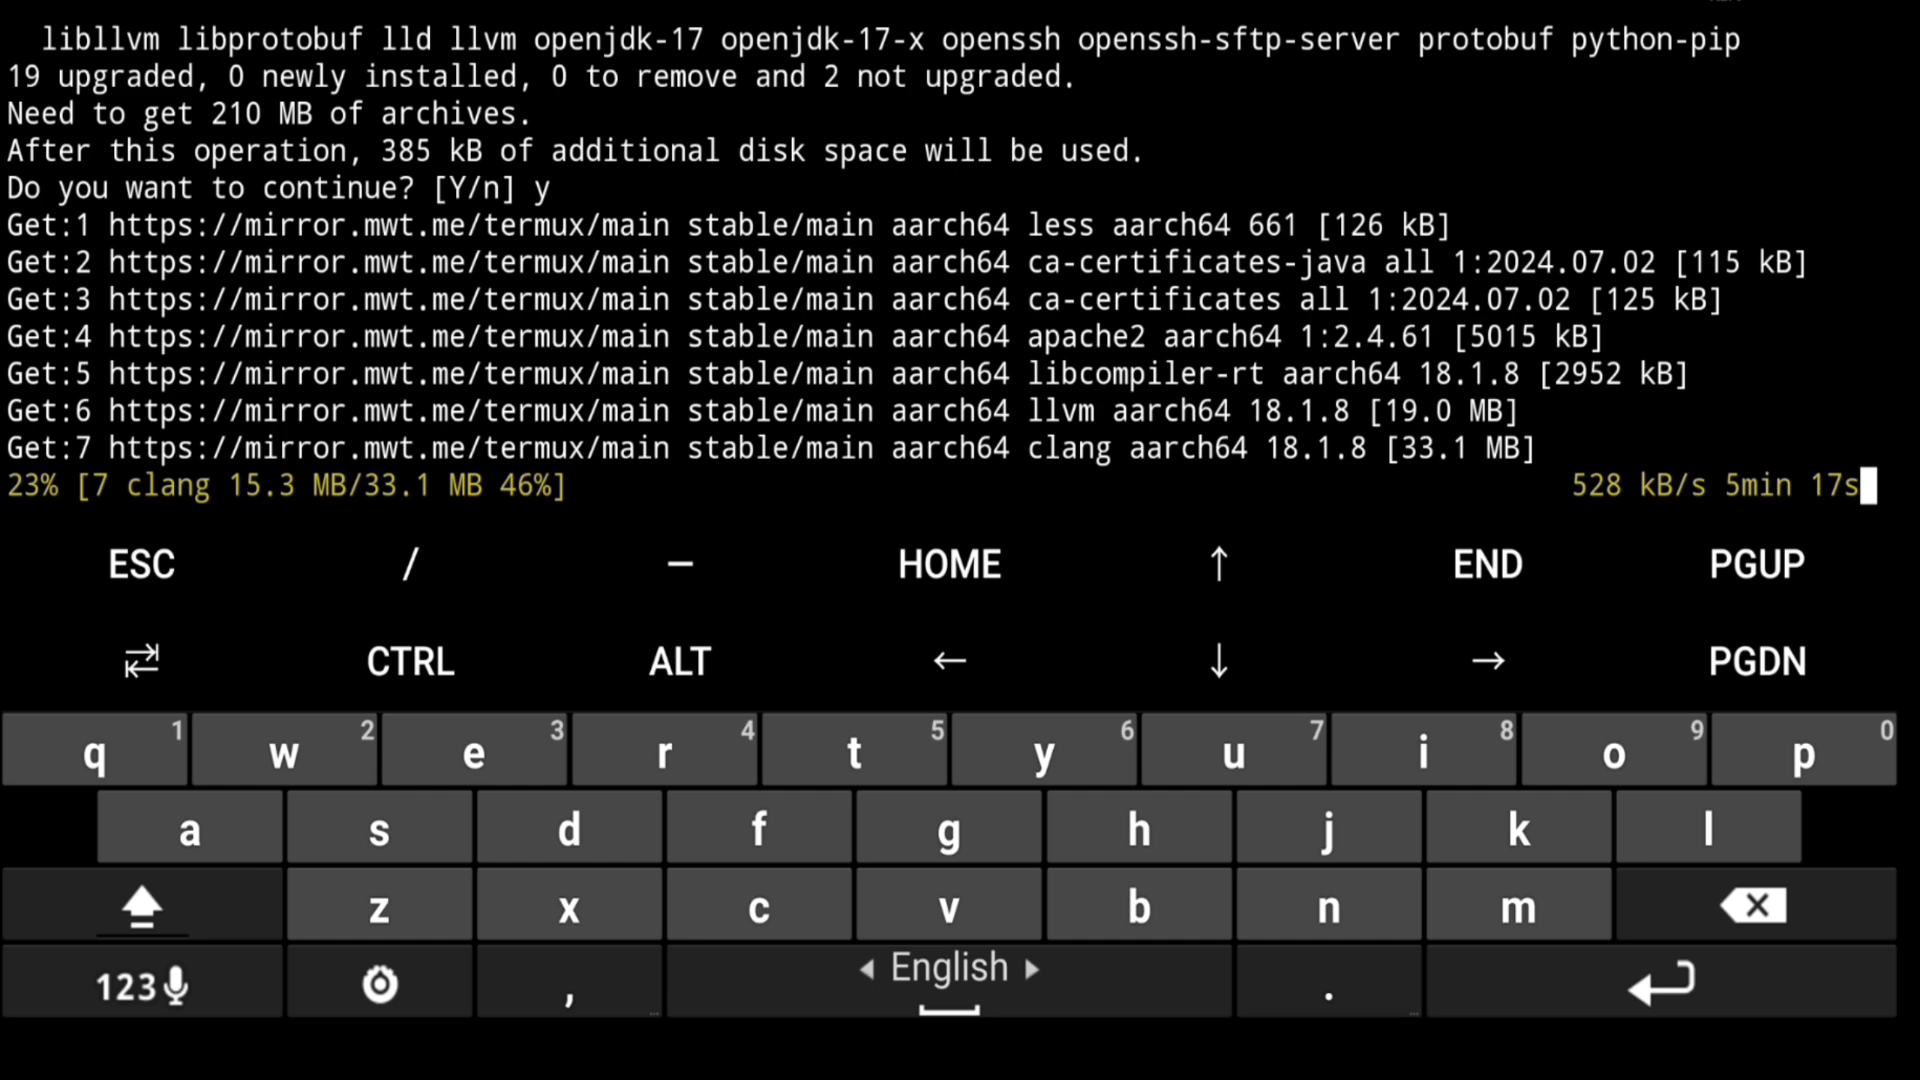 libllvm libprotobuf lld llvm openjdk-17 openjdk-17-x openssh openssh-sftp-server protobuf python-pip
19 upgraded, 0 newly installed, 0 to remove and 2 not upgraded.
Need to get 210 MB of archives.
After this operation, 385 kB of additional disk space will be used.
Do you want to continue? [Y/n] y
Get:1 https://mirror.mwt.me/termux/main stable/main aarch64 less aarch64 661 [126 kB]
Get:2 https://mirror.mwt.me/termux/main stable/main aarch64 ca-certificates-java all 1:2024.07.02 [115 kB]
Get:3 https://mirror.mwt.me/termux/main stable/main aarch64 ca-certificates all 1:2024.07.02 [125 kB]
Get:4 https://mirror.mwt.me/termux/main stable/main aarch64 apache2 aarch64 1:2.4.61 [5015 kB]
Get:5 https://mirror.mwt.me/termux/main stable/main aarch64 libcompiler-rt aarch64 18.1.8 [2952 kB]
Get:6 https://mirror.mwt.me/termux/main stable/main aarch64 llvm aarch64 18.1.8 [19.0 MB]
Get:7 https://mirror.mwt.me/termux/main stable/main aarch64 clang aarch64 18.1.8 [33.1 MB]
23% [7 clang 15.3 MB/33.1 MB 46%] 528 kB/s 5min 17s
ESC / — HOME ↑ END PGUP
⇄ CTRL ALT ← ↓ → PGDN
q 1 w 2 e 3 r 4 t 5 y 6 u 7 i 8 o 9 p 0
a s d f g h j k l
z x c v b n m
123 , English .